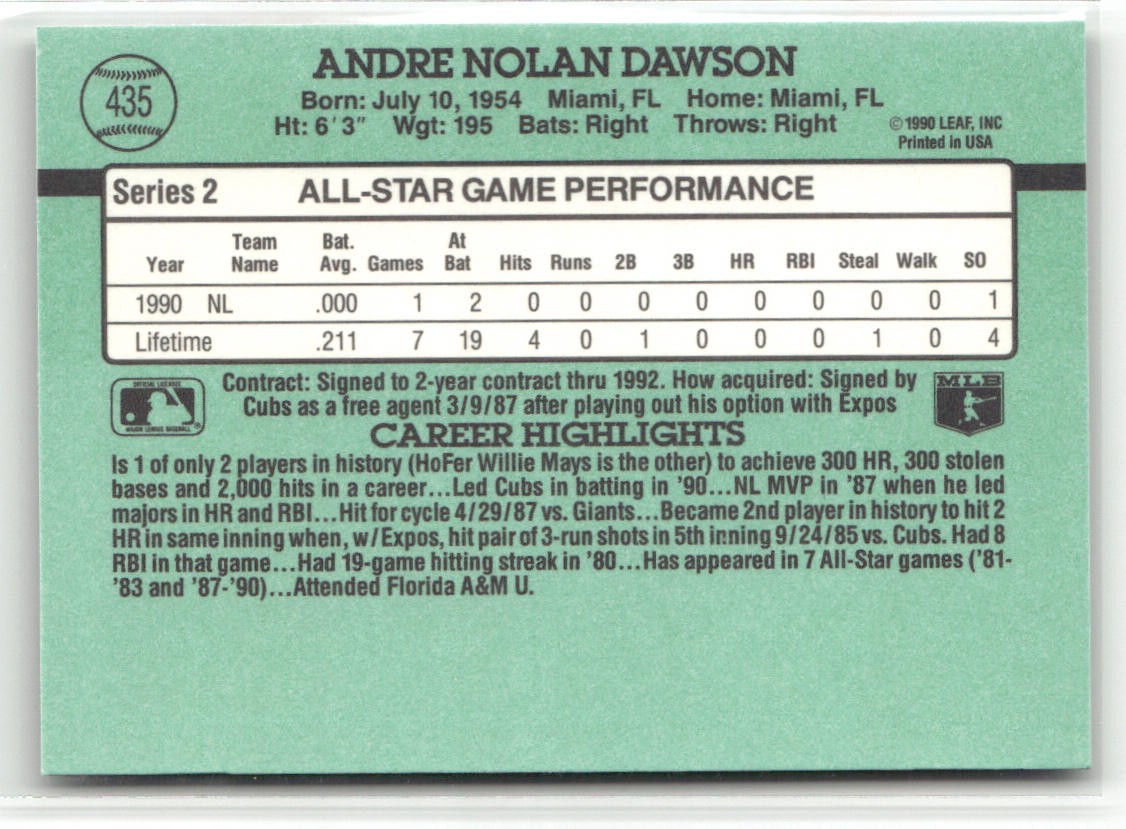 435
ANDRE NOLAN DAWSON
Born: July 10, 1954 Miami, FL Home: Miami, FL
Ht: 6'3" Wgt: 195 Bats: Right Throws: Right
©1990 LEAF, INC
Printed in USA
Series 2 ALL-STAR GAME PERFORMANCE
Year Team Name Bat. Avg. Games At Bat Hits Runs 2B 3B HR RBI Steal Walk SO
1990 NL .000 1 2 0 0 0 0 0 0 0 0 1
Lifetime .211 7 19 4 0 1 0 0 0 1 0 4
OFFICIAL LICENSEE
MAJOR LEAGUE BASEBALL
®
Contract: Signed to 2-year contract thru 1992. How acquired: Signed by
Cubs as a free agent 3/9/87 after playing out his option with Expos
MLB
CAREER HIGHLIGHTS
Is 1 of only 2 players in history (HoFer Willie Mays is the other) to achieve 300 HR, 300 stolen
bases and 2,000 hits in a career...Led Cubs in batting in '90...NL MVP in '87 when he led
majors in HR and RBI...Hit for cycle 4/29/87 vs. Giants...Became 2nd player in history to hit 2
HR in same inning when, w/Expos, hit pair of 3-run shots in 5th inning 9/24/85 vs. Cubs. Had 8
RBI in that game...Had 19-game hitting streak in '80...Has appeared in 7 All-Star games ('81-
'83 and '87-'90)...Attended Florida A&M U.